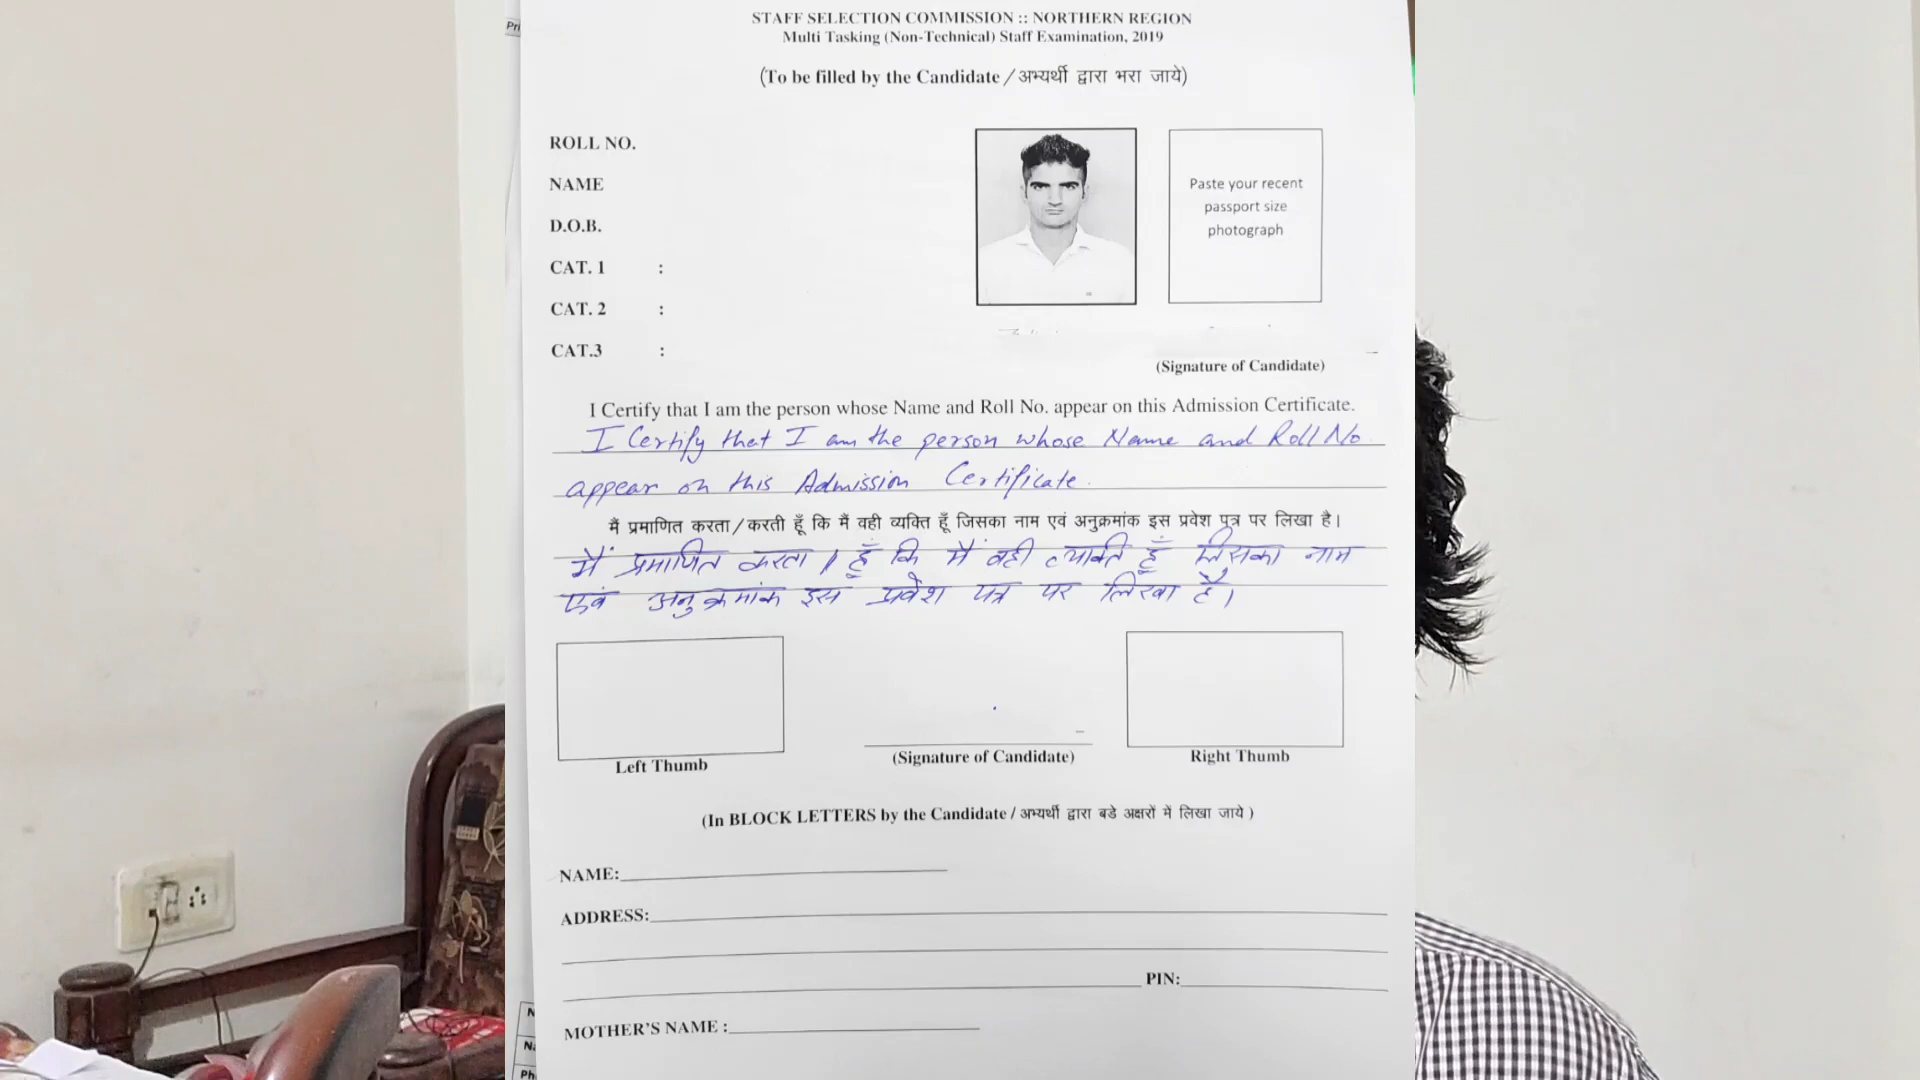 STAFF SELECTION COMMISSION :: NORTHERN REGION
Multi Tasking (Non-Technical) Staff Examination, 2019
(To be filled by the Candidate / अभ्यर्थी द्वारा भरा जाये)
ROLL NO.
NAME
D.O.B.
CAT. 1 :
CAT. 2 :
CAT.3 :
Paste your recent
passport size
photograph
(Signature of Candidate)
I Certify that I am the person whose Name and Roll No. appear on this Admission Certificate.
I Certify that I am the person whose Name and Roll No.
appear on this Admission Certificate.
मैं प्रमाणित करता/करती हूँ कि मैं वही व्यक्ति हूँ जिसका नाम एवं अनुक्रमांक इस प्रवेश पत्र पर लिखा है।
मैं प्रमाणित करता / हूँ कि मैं वही व्यक्ति हूँ जिसका नाम
एवं अनुक्रमांक इस प्रवेश पत्र पर लिखा है।
Left Thumb
(Signature of Candidate)
Right Thumb
(In BLOCK LETTERS by the Candidate / अभ्यर्थी द्वारा बडे अक्षरों में लिखा जाये )
NAME:
ADDRESS:
PIN:
MOTHER'S NAME :